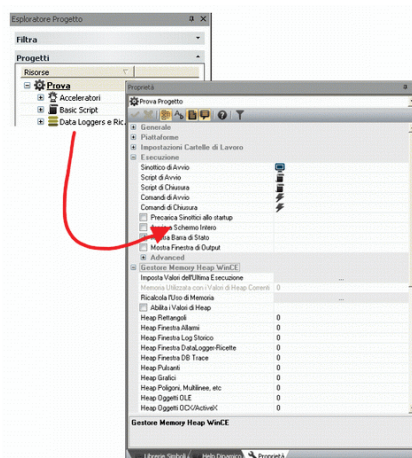 Esploratore Progetto
Filtra
Progetti
Risorse
Prova
Acceleratori
Basic Script
Data Loggers e Ric
Proprietà
Prova Progetto
Generale
Piattaforme
Impostazioni Cartelle di Lavoro
Esecuzione
Sinottico di Avvio
Script di Avvio
Script di Chiusura
Comandi di Avvio
Comandi di Chiusura
Precarica Sinottici allo startup
Schermo Intero
Barra di Stato
Mostra Finestra di Output
Advanced
Gestore Memory Heap WinCE
Imposta Valori dell'Ultima Esecuzione ...
Memoria Utilizzata con i Valori di Heap Correnti 0
Ricalcola l'Uso di Memoria ...
Abilita i Valori di Heap
Heap Rettangoli 0
Heap Finestra Allarmi 0
Heap Finestra Log Storico 0
Heap Finestra DataLogger-Ricette 0
Heap Finestra DB Trace 0
Heap Pulsanti 0
Heap Grafici 0
Heap Poligoni, Multilinee, etc 0
Heap Oggetti OLE 0
Heap Oggetti OCX/ActiveX 0
Gestore Memory Heap WinCE
Librerie Simboli Help Dinamico Proprietà